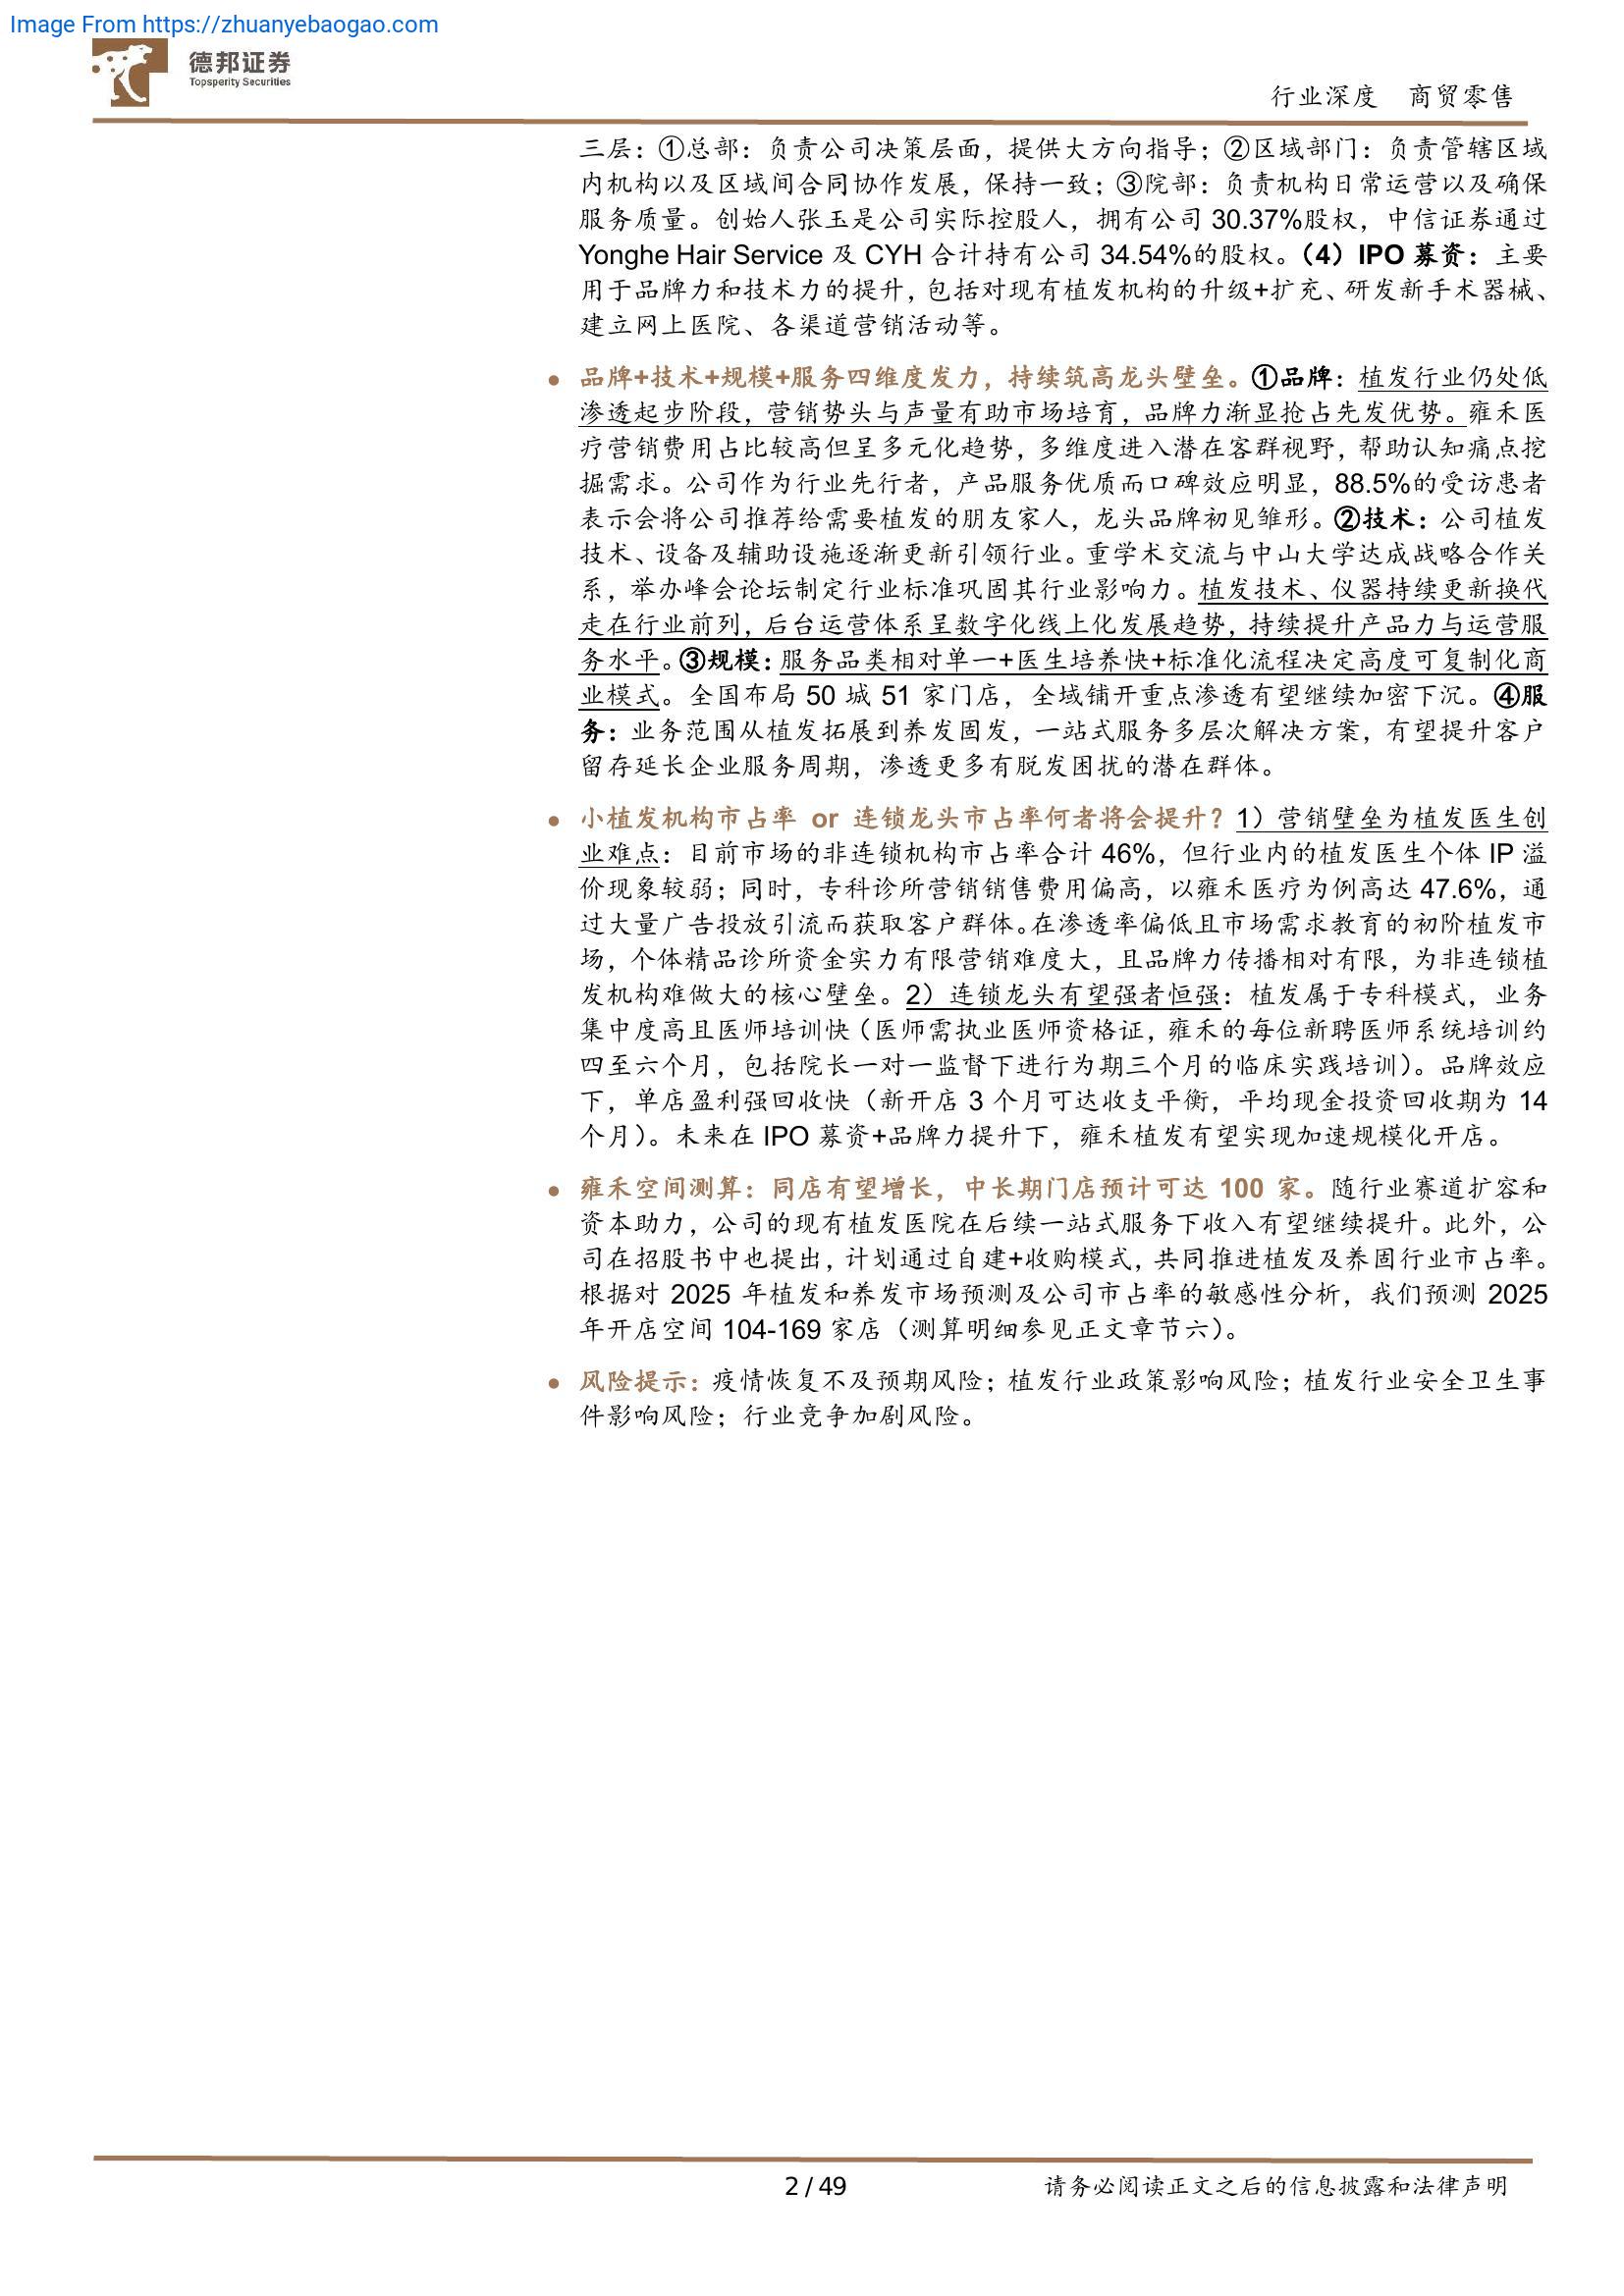 Image From https://zhuanyebaogao.com
德邦证券
Topsperity Securities
行业深度 商贸零售
三层：①总部：负责公司决策层面，提供大方向指导；②区域部门：负责管辖区域
内机构以及区域间合同协作发展，保持一致；③院部：负责机构日常运营以及确保
服务质量。创始人张玉是公司实际控股人，拥有公司 30.37%股权，中信证券通过
Yonghe Hair Service 及 CYH 合计持有公司 34.54%的股权。（4）IPO 募资：主要
用于品牌力和技术力的提升，包括对现有植发机构的升级+扩充、研发新手术器械、
建立网上医院、各渠道营销活动等。
● 品牌+技术+规模+服务四维度发力，持续筑高龙头壁垒。①品牌：植发行业仍处低
渗透起步阶段，营销势头与声量有助市场培育，品牌力渐显抢占先发优势。雍禾医
疗营销费用占比较高但呈多元化趋势，多维度进入潜在客群视野，帮助认知痛点挖
掘需求。公司作为行业先行者，产品服务优质而口碑效应明显，88.5%的受访患者
表示会将公司推荐给需要植发的朋友家人，龙头品牌初见雏形。②技术：公司植发
技术、设备及辅助设施逐渐更新引领行业。重学术交流与中山大学达成战略合作关
系，举办峰会论坛制定行业标准巩固其行业影响力。植发技术、仪器持续更新换代
走在行业前列，后台运营体系呈数字化线上化发展趋势，持续提升产品力与运营服
务水平。③规模：服务品类相对单一+医生培养快+标准化流程决定高度可复制化商
业模式。全国布局 50 城 51 家门店，全域铺开重点渗透有望继续加密下沉。④服
务：业务范围从植发拓展到养发固发，一站式服务多层次解决方案，有望提升客户
留存延长企业服务周期，渗透更多有脱发困扰的潜在群体。
● 小植发机构市占率 or 连锁龙头市占率何者将会提升？1）营销壁垒为植发医生创
业难点：目前市场的非连锁机构市占率合计 46%，但行业内的植发医生个体 IP 溢
价现象较弱；同时，专科诊所营销销售费用偏高，以雍禾医疗为例高达 47.6%，通
过大量广告投放引流而获取客户群体。在渗透率偏低且市场需求教育的初阶植发市
场，个体精品诊所资金实力有限营销难度大，且品牌力传播相对有限，为非连锁植
发机构难做大的核心壁垒。2）连锁龙头有望强者恒强：植发属于专科模式，业务
集中度高且医师培训快（医师需执业医师资格证，雍禾的每位新聘医师系统培训约
四至六个月，包括院长一对一监督下进行为期三个月的临床实践培训）。品牌效应
下，单店盈利强回收快（新开店 3 个月可达收支平衡，平均现金投资回收期为 14
个月）。未来在 IPO 募资+品牌力提升下，雍禾植发有望实现加速规模化开店。
● 雍禾空间测算：同店有望增长，中长期门店预计可达 100 家。随行业赛道扩容和
资本助力，公司的现有植发医院在后续一站式服务下收入有望继续提升。此外，公
司在招股书中也提出，计划通过自建+收购模式，共同推进植发及养固行业市占率。
根据对 2025 年植发和养发市场预测及公司市占率的敏感性分析，我们预测 2025
年开店空间 104-169 家店（测算明细参见正文章节六）。
● 风险提示：疫情恢复不及预期风险；植发行业政策影响风险；植发行业安全卫生事
件影响风险；行业竞争加剧风险。
2 / 49
请务必阅读正文之后的信息披露和法律声明